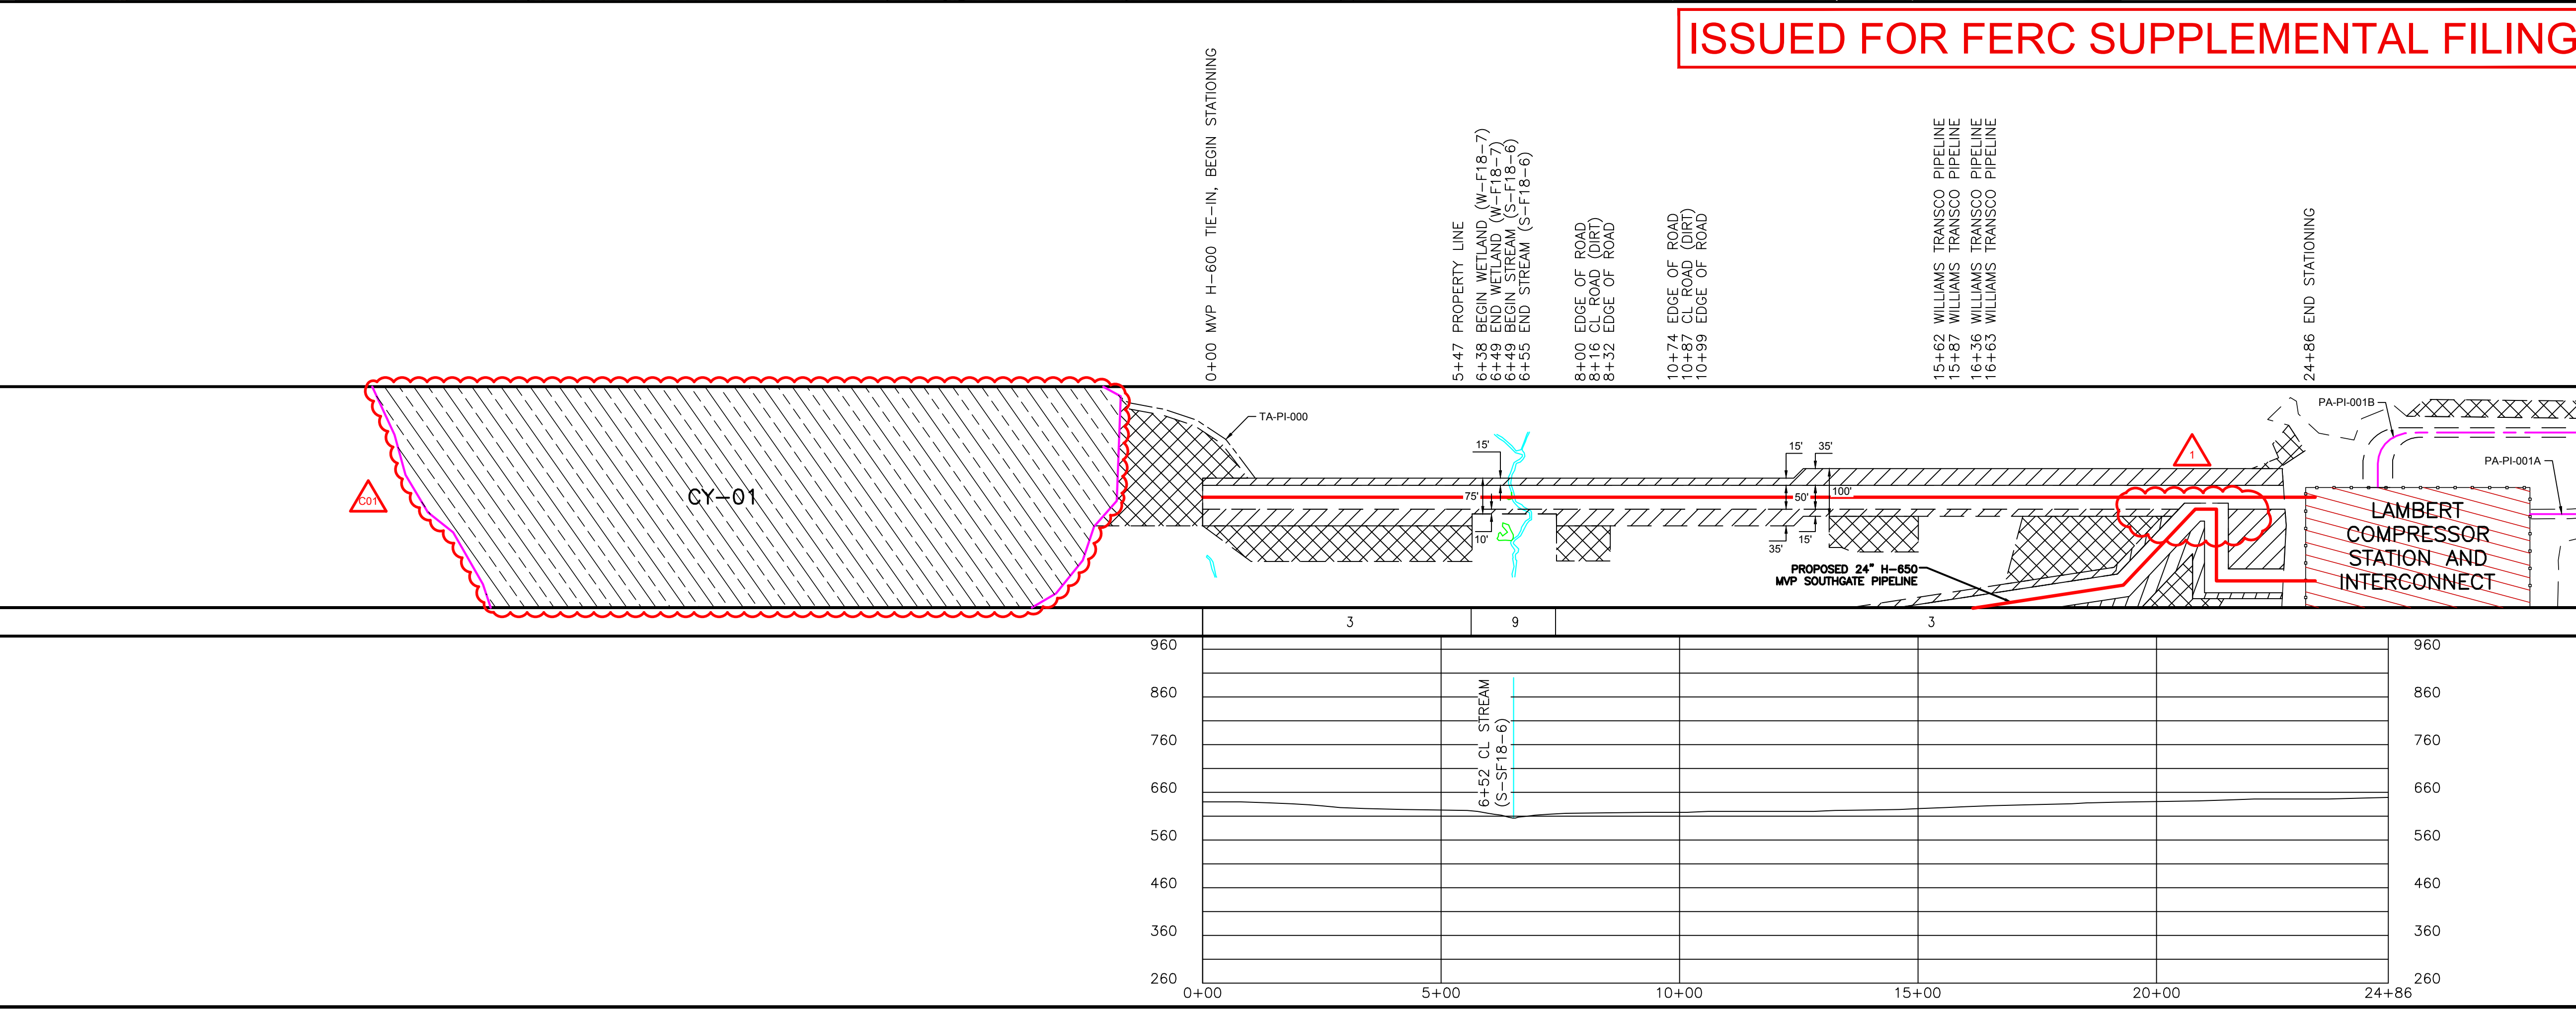 ISSUED FOR FERC SUPPLEMENTAL FILING
0+00 MVP H-600 TIE-IN, BEGIN STATIONING
5+47 PROPERTY LINE
6+38 BEGIN WETLAND (W-F18-7)
6+49 END WETLAND (W-F18-7)
6+49 BEGIN STREAM (S-F18-6)
6+55 END STREAM (S-F18-6)
8+00 EDGE OF ROAD
8+16 CL ROAD (DIRT)
8+32 EDGE OF ROAD
10+74 EDGE OF ROAD
10+87 CL ROAD (DIRT)
10+99 EDGE OF ROAD
15+62 WILLIAMS TRANSCO PIPELINE
15+87 WILLIAMS TRANSCO PIPELINE
16+36 WILLIAMS TRANSCO PIPELINE
16+63 WILLIAMS TRANSCO PIPELINE
24+86 END STATIONING
C01
CY-01
TA-PI-000
15'
75'
10'
15'
35'
50'
100'
35'
15'
1
PA-PI-001B
PA-PI-001A
LAMBERT
COMPRESSOR
STATION AND
INTERCONNECT
PROPOSED 24" H-650
MVP SOUTHGATE PIPELINE
3
9
3
960
860
760
660
560
460
360
260
6+52 CL STREAM
(S-SF18-6)
960
860
760
660
560
460
360
260
0+00
5+00
10+00
15+00
20+00
24+86